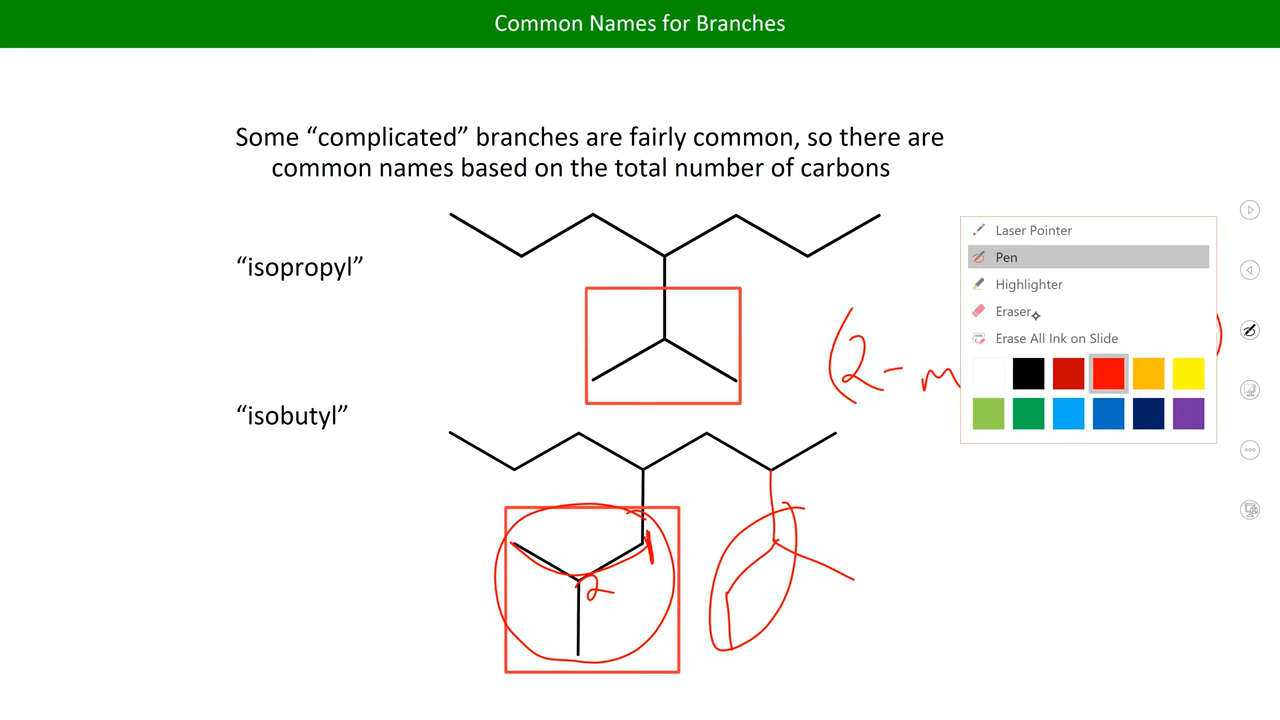 Common Names for Branches
Some “complicated” branches are fairly common, so there are
common names based on the total number of carbons
“isopropyl”
“isobutyl”
Laser Pointer
Pen
Highlighter
Eraser
Erase All Ink on Slide
(2-m
)
1
2